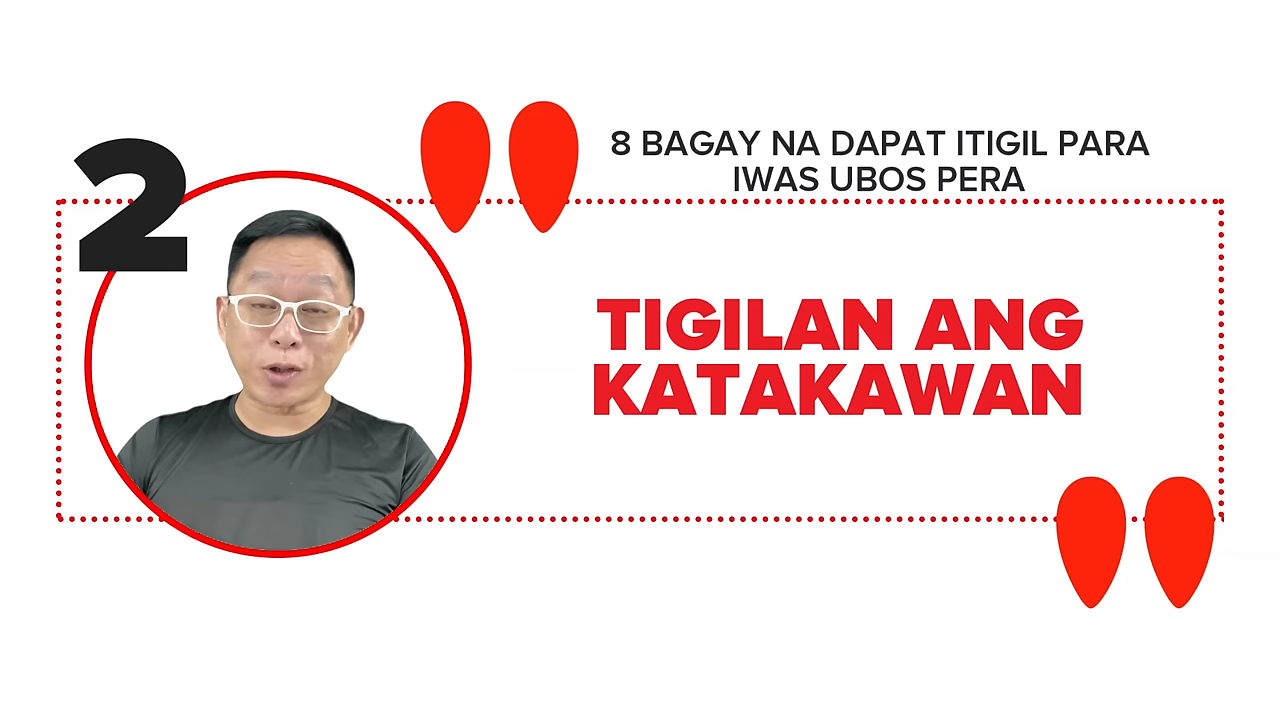 2
8 BAGAY NA DAPAT ITIGIL PARA
IWAS UBOS PERA
TIGILAN ANG
KATAKAWAN